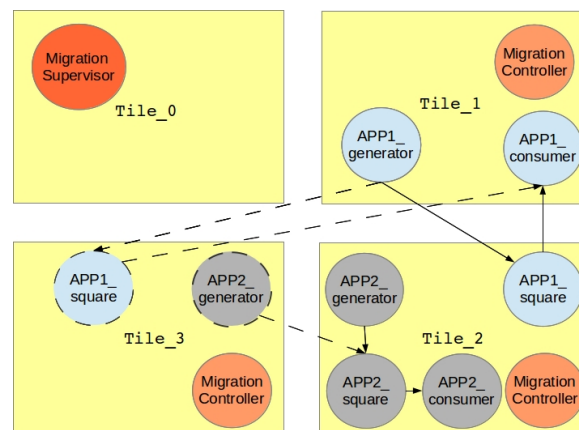 Migration
Supervisor
Tile_0
Migration
Controller
Tile_1
APP1_
generator
APP1_
consumer
APP1_
square
APP2_
generator
Tile_3
Migration
Controller
APP2_
generator
APP1_
square
Tile_2
APP2_
square
APP2_
consumer
Migration
Controller